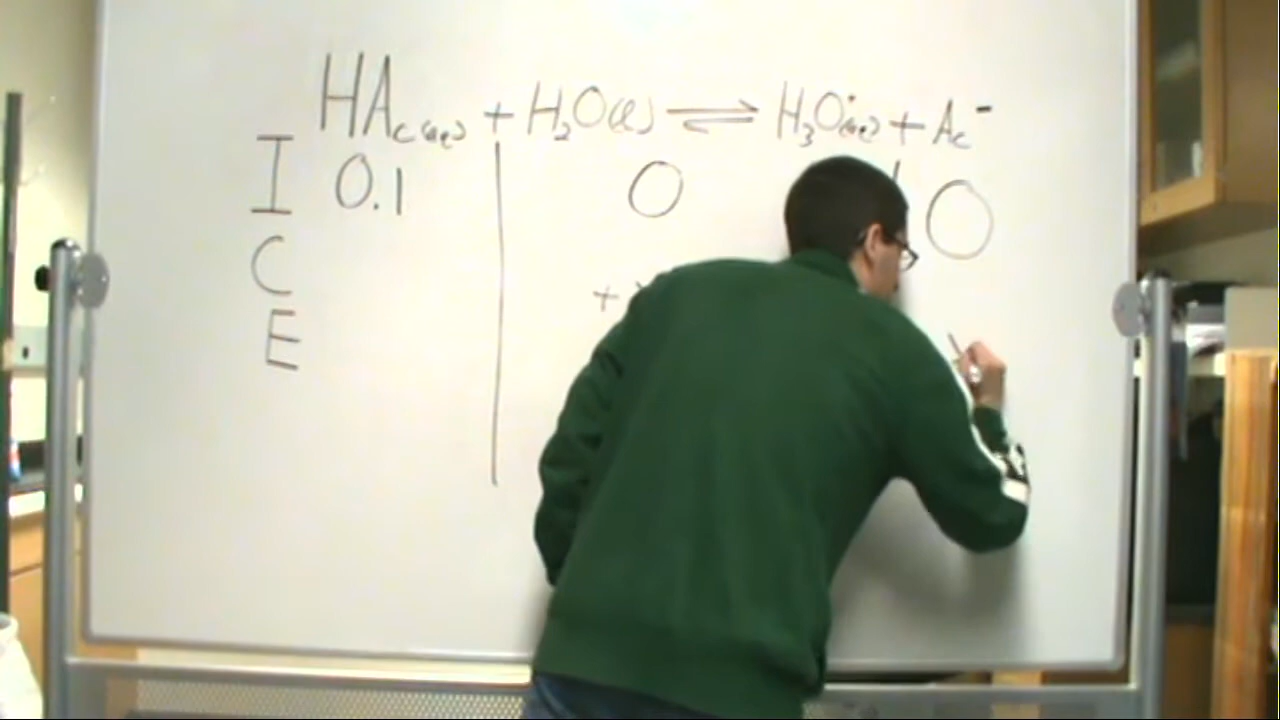 HAc(aq) + H₂O(l) ⇌ H₃O⁺(aq) + Ac⁻
I 0.1 0 0
C +
E